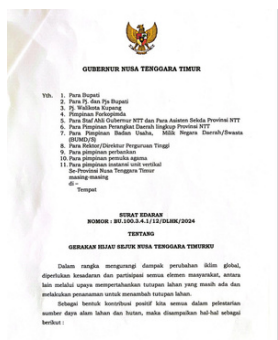 GUBERNUR NUSA TENGGARA TIMUR
Yth. 1. Para Bupati
2. Para Pj. dan Pjs Bupati
3. Pj. Walikota Kupang
4. Pimpinan Forkopimda
5. Para Staf Ahli Gubernur NTT dan Para Asisten Sekda Provinsi NTT
6. Para Pimpinan Perangkat Daerah lingkup Provinsi NTT
7. Para Pimpinan Badan Usaha, Milik Negara Daerah/Swasta
(BUMD/S)
8. Para Rektor/Direktur Perguruan Tinggi
9. Para pimpinan perbankan
10. Para pimpinan pemuka agama
11. Para pimpinan instansi unit vertikal
Se-Provinsi Nusa Tenggara Timur
masing-masing
di –
Tempat
SURAT EDARAN
NOMOR : BU.100.3.4.1/12/DLHK/2024
TENTANG
GERAKAN HIJAU SEJUK NUSA TENGGARA TIMURKU
Dalam rangka mengurangi dampak perubahan iklim global,
diperlukan kesadaran dan partisipasi semua elemen masyarakat, antara
lain melalui upaya mempertahankan tutupan lahan yang masih ada dan
melakukan penanaman untuk menambah tutupan lahan.
Sebagai bentuk kontribusi positif kita semua dalam pelestarian
sumber daya alam lahan dan hutan, maka disampaikan hal-hal sebagai
berikut :